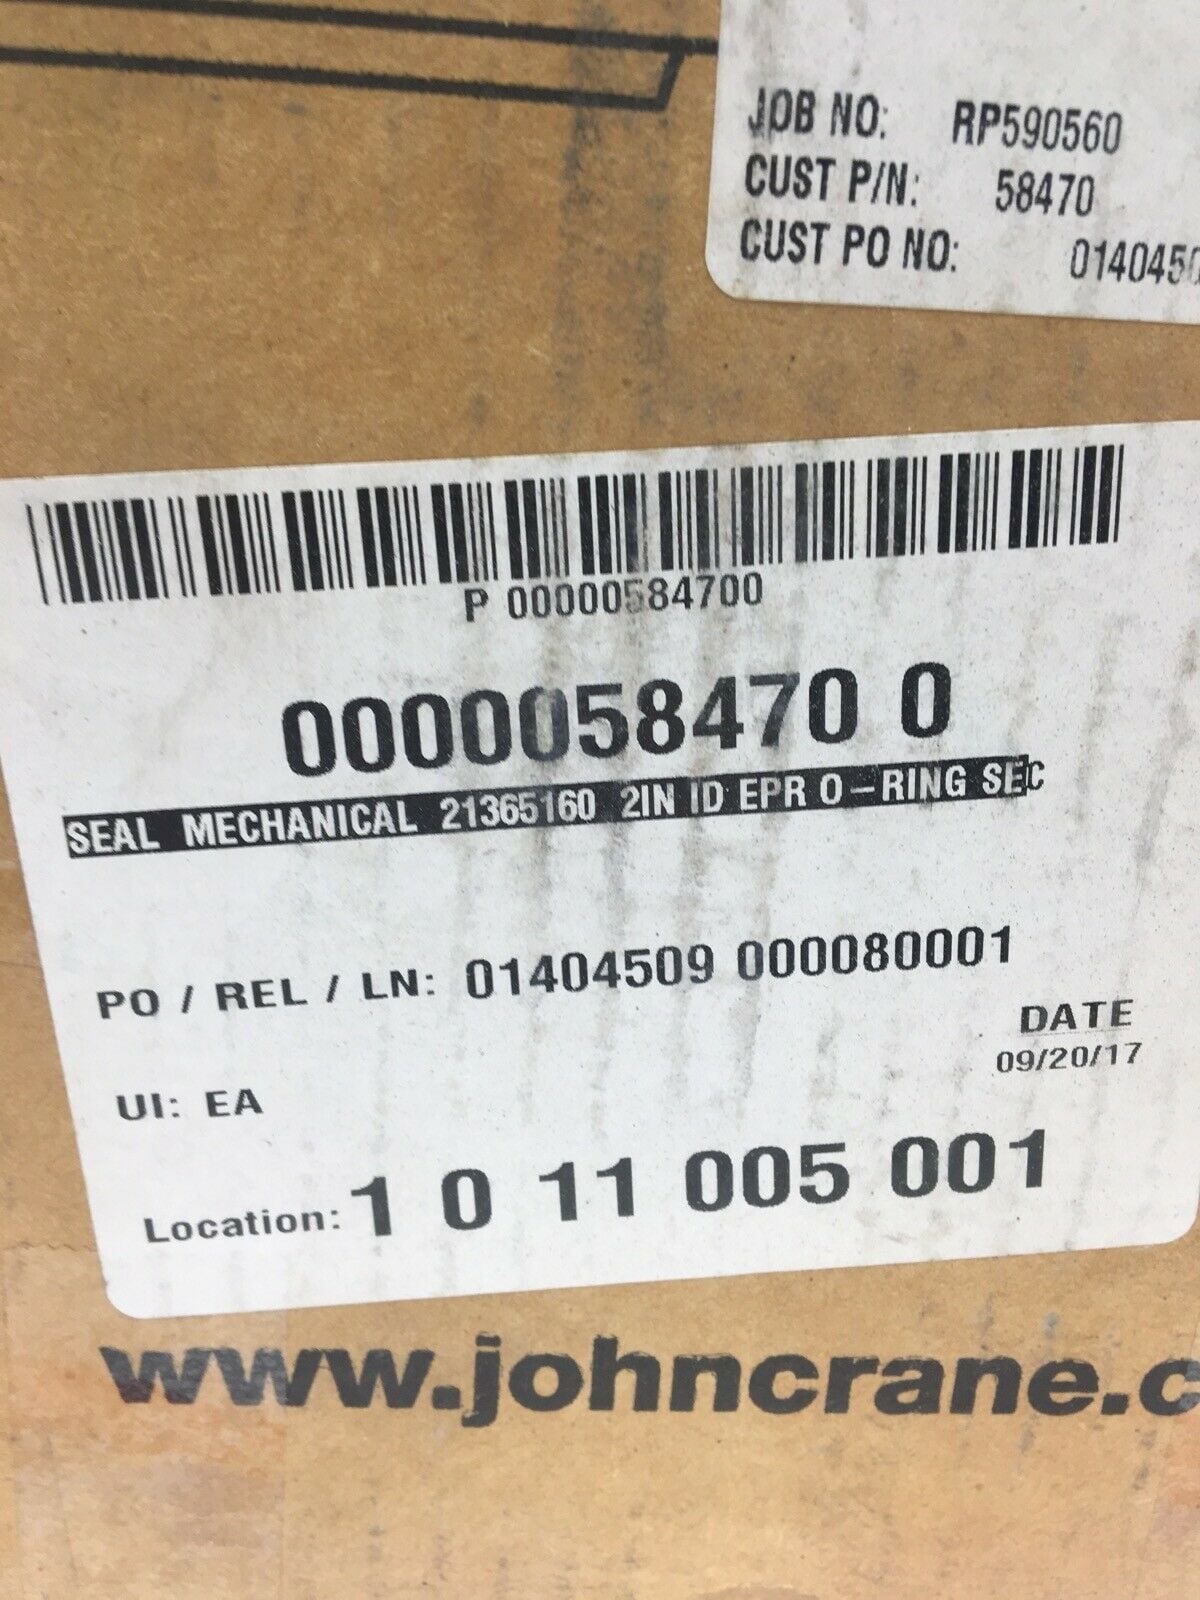 JOB NO: RP590560
CUST P/N: 58470
CUST PO NO: 0140450
P 00000584700
0000058470 0
SEAL MECHANICAL 21365160 2IN ID EPR O-RING SEC
PO / REL / LN: 01404509 000080001
DATE
09/20/17
UI: EA
Location: 1 0 11 005 001
www.johncrane.c